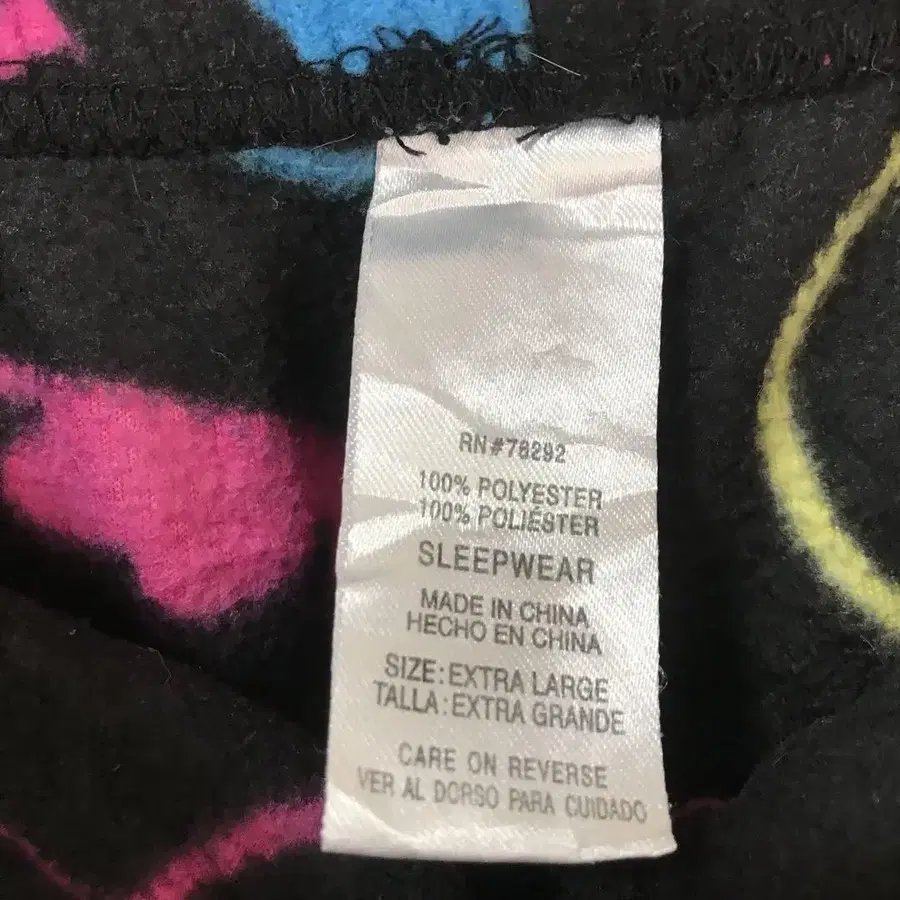 RN#78292
100% POLYESTER
100% POLIÉSTER
SLEEPWEAR
MADE IN CHINA
HECHO EN CHINA
SIZE:EXTRA LARGE
TALLA:EXTRA GRANDE
CARE ON REVERSE
VER AL DORSO PARA CUIDADO